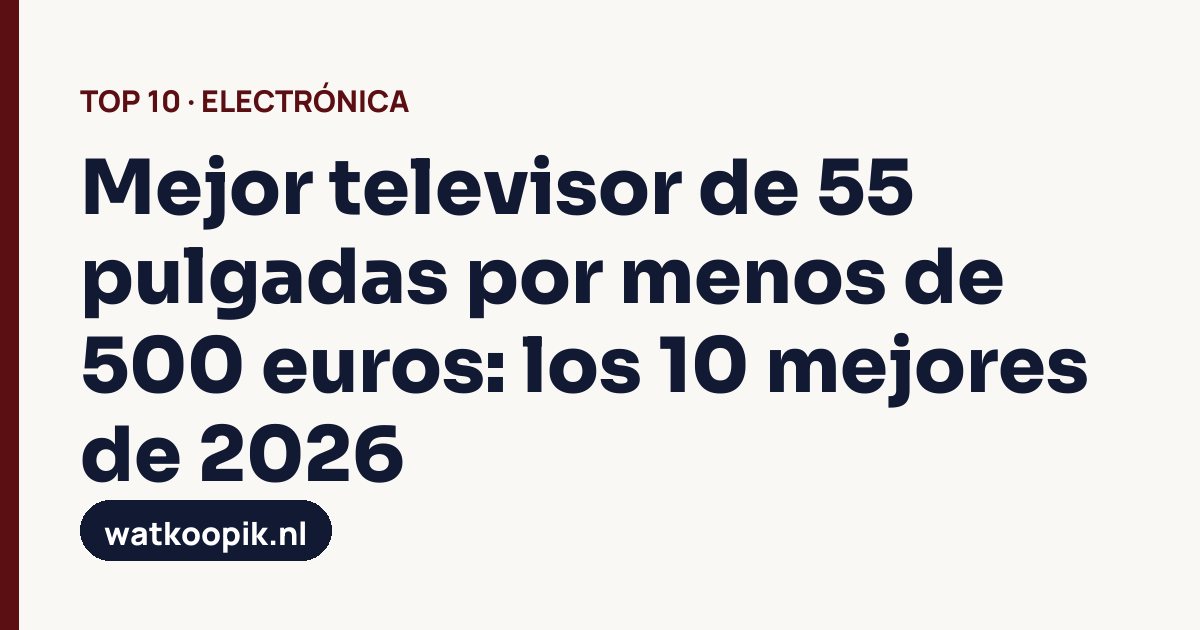 TOP 10 · ELECTRÓNICA
Mejor televisor de 55
pulgadas por menos de
500 euros: los 10 mejores
de 2026
watkoopik.nl